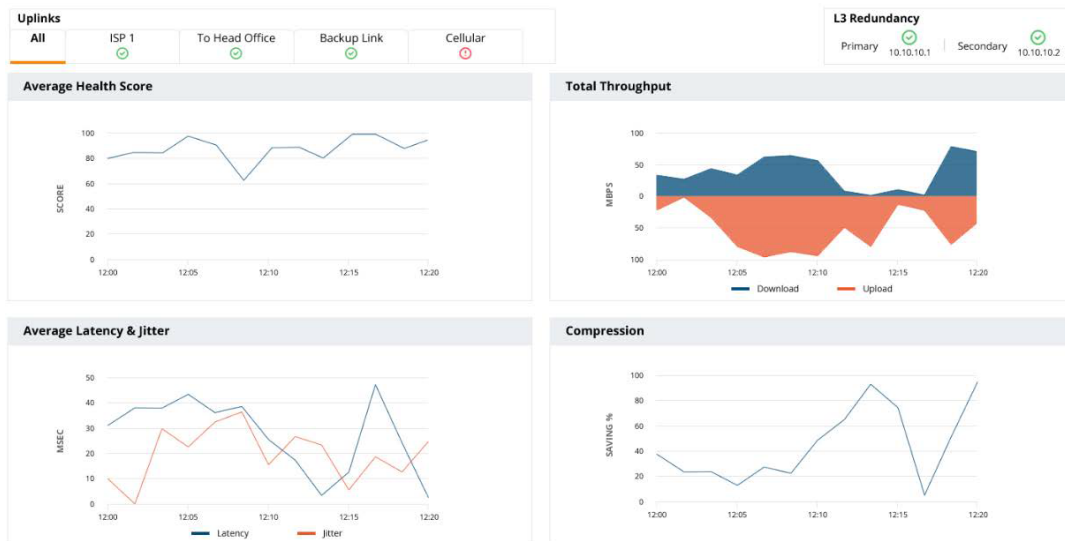 Uplinks
All
ISP 1
To Head Office
Backup Link
Cellular
L3 Redundancy
Primary
10.10.10.1
Secondary
10.10.10.2
Average Health Score
100
80
60
40
20
0
SCORE
12:00 12:05 12:10 12:15 12:20
Total Throughput
100
50
0
50
100
MBPS
12:00 12:05 12:10 12:15 12:20
Download Upload
Average Latency & Jitter
50
40
30
20
10
0
MSEC
12:00 12:05 12:10 12:15 12:20
Latency Jitter
Compression
100
80
60
40
20
0
SAVING %
12:00 12:05 12:10 12:15 12:20